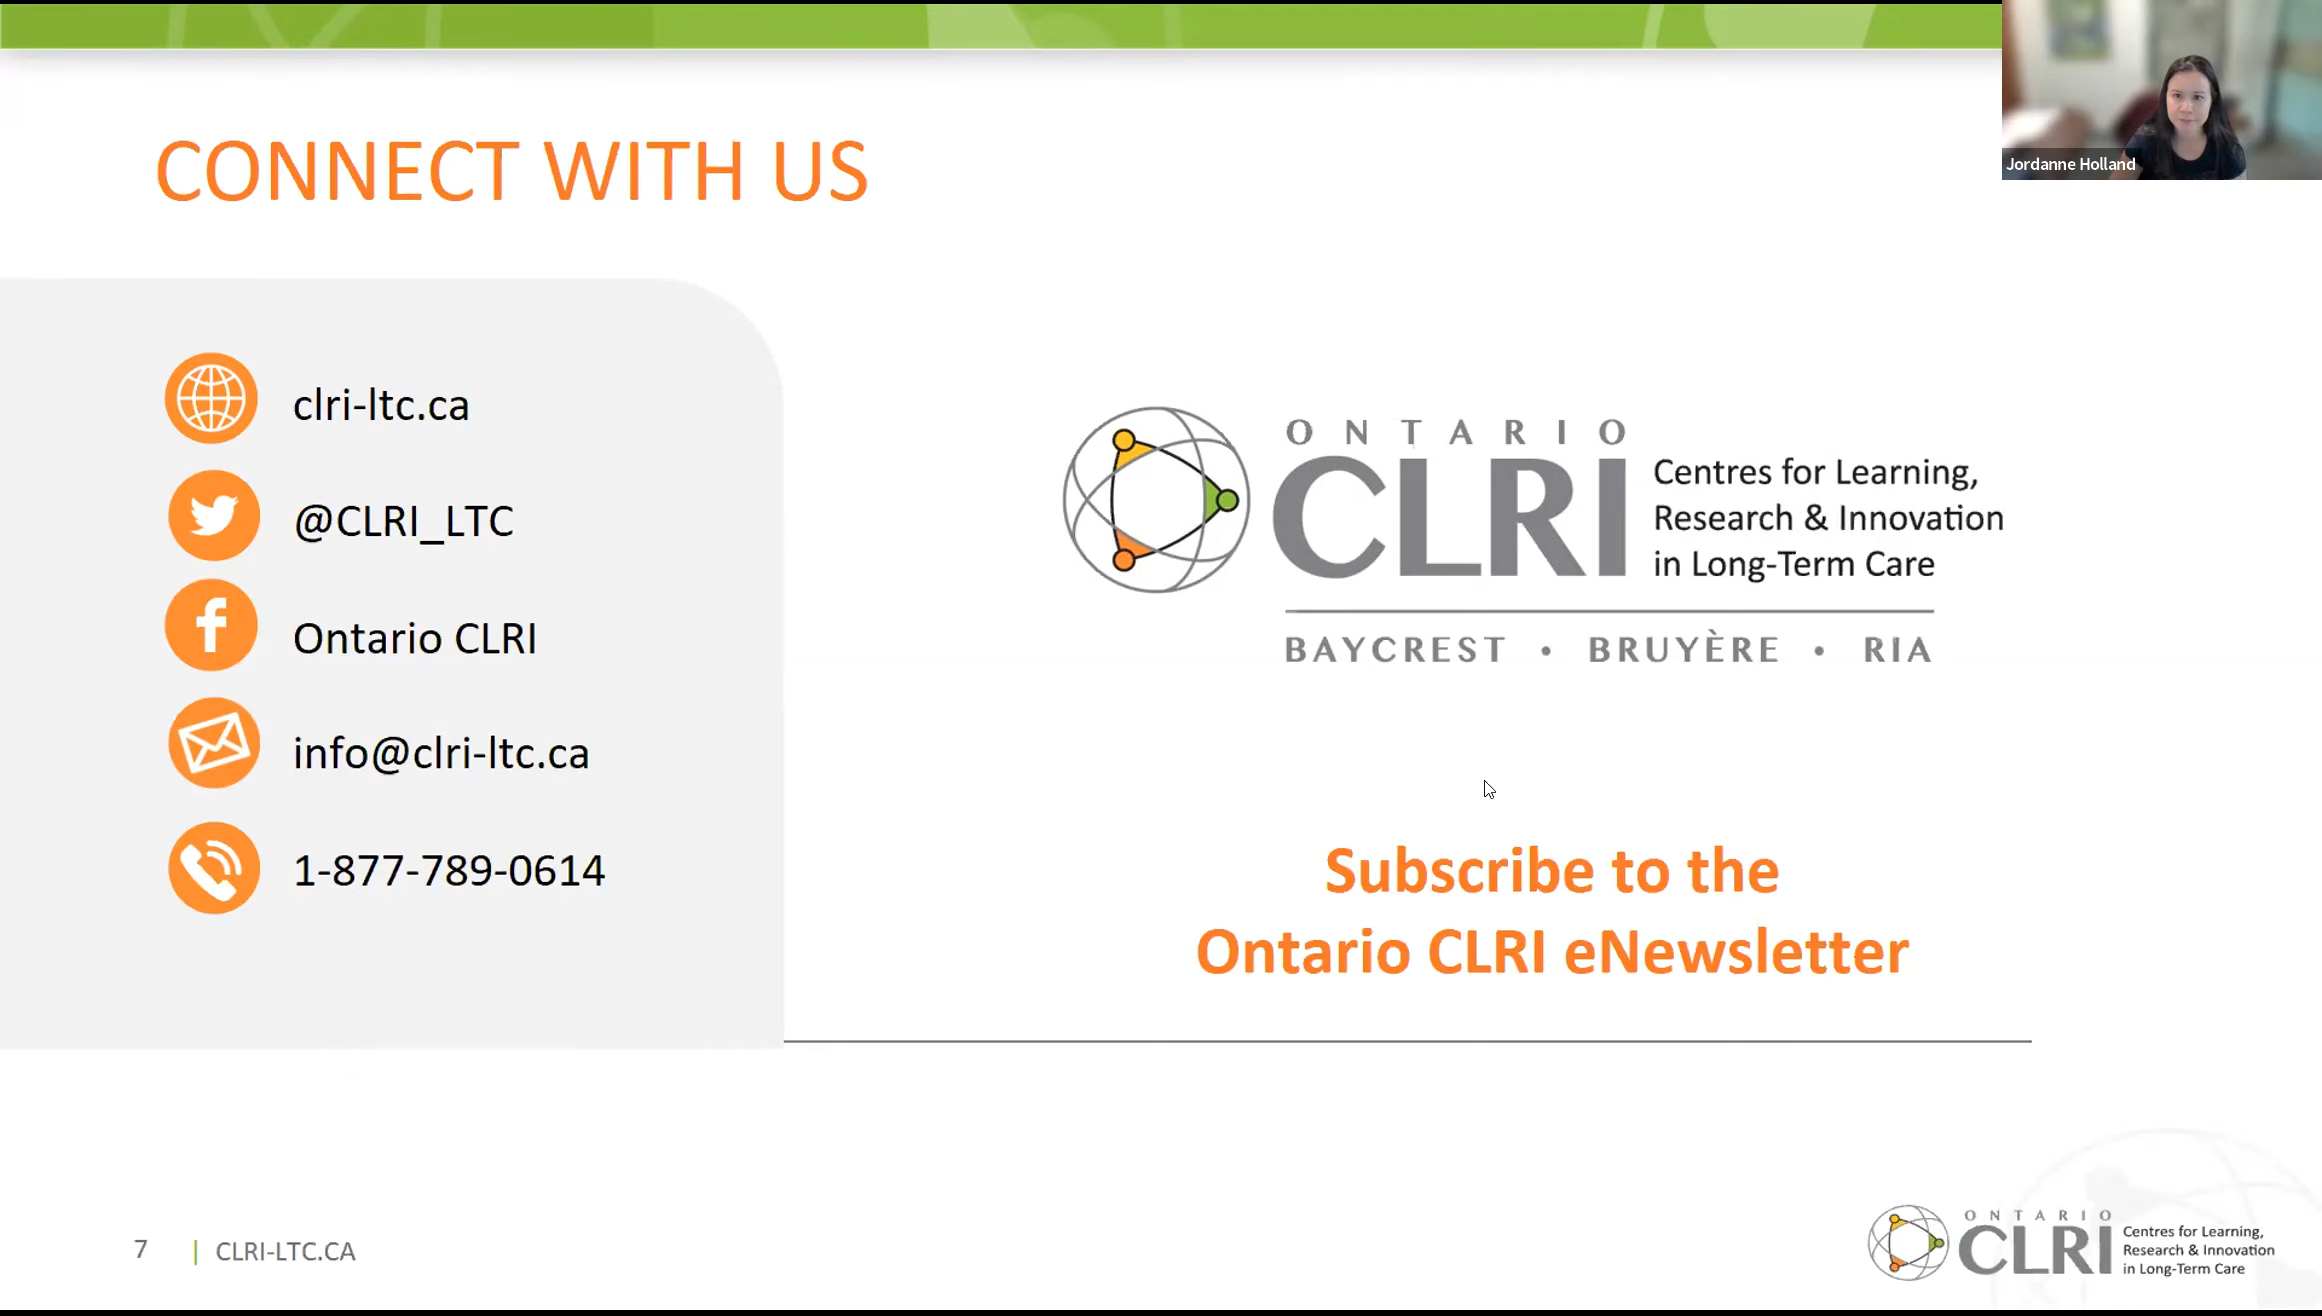 CONNECT WITH US
Jordanne Holland
clri-ltc.ca
@CLRI_LTC
Ontario CLRI
info@clri-ltc.ca
1-877-789-0614
ONTARIO
CLRI
Centres for Learning,
Research & Innovation
in Long-Term Care
BAYCREST • BRUYÈRE • RIA
Subscribe to the
Ontario CLRI eNewsletter
7 | CLRI-LTC.CA
ONTARIO
CLRI
Centres for Learning,
Research & Innovation
in Long-Term Care